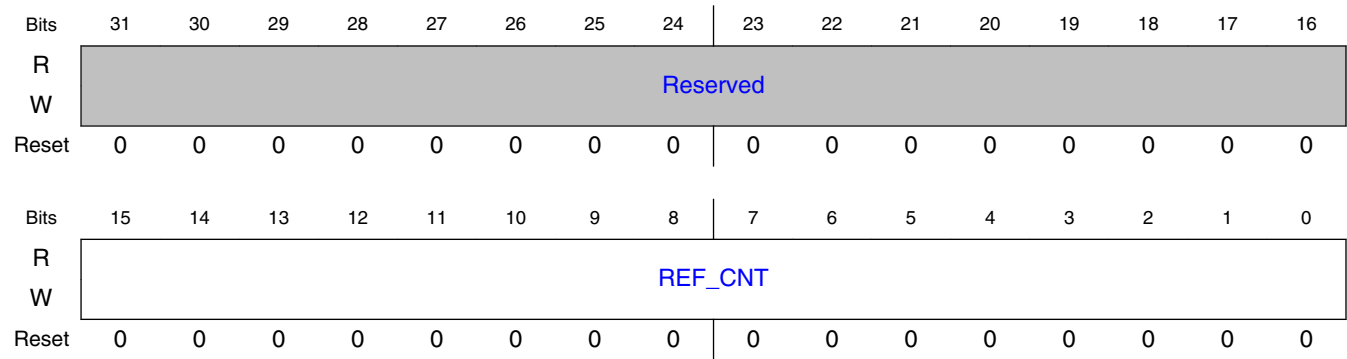 Bits 31 30 29 28 27 26 25 24 23 22 21 20 19 18 17 16
R
Reserved
W
Reset 0 0 0 0 0 0 0 0 0 0 0 0 0 0 0 0
Bits 15 14 13 12 11 10 9 8 7 6 5 4 3 2 1 0
R
REF_CNT
W
Reset 0 0 0 0 0 0 0 0 0 0 0 0 0 0 0 0